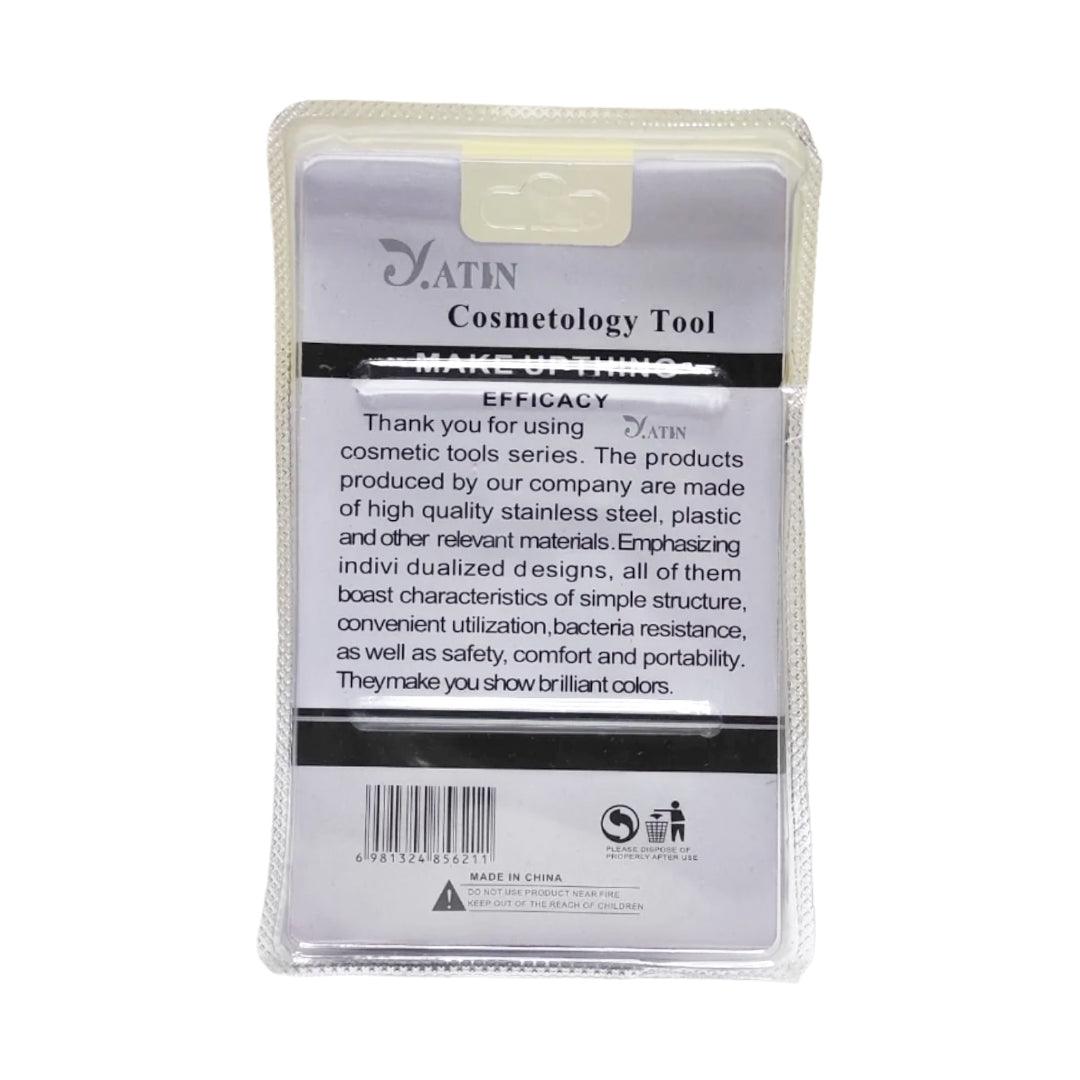 Y.ATIN
Cosmetology Tool
MAKE UP THING
EFFICACY
Thank you for using Y.ATIN
cosmetic tools series. The products
produced by our company are made
of high quality stainless steel, plastic
and other relevant materials. Emphasizing
indivi dualized designs, all of them
boast characteristics of simple structure,
convenient utilization, bacteria resistance,
as well as safety, comfort and portability.
They make you show brilliant colors.
6 981324 856211
PLEASE DISPOSE OF
PROPERLY AFTER USE
MADE IN CHINA
DO NOT USE PRODUCT NEAR FIRE
KEEP OUT OF THE REACH OF CHILDREN